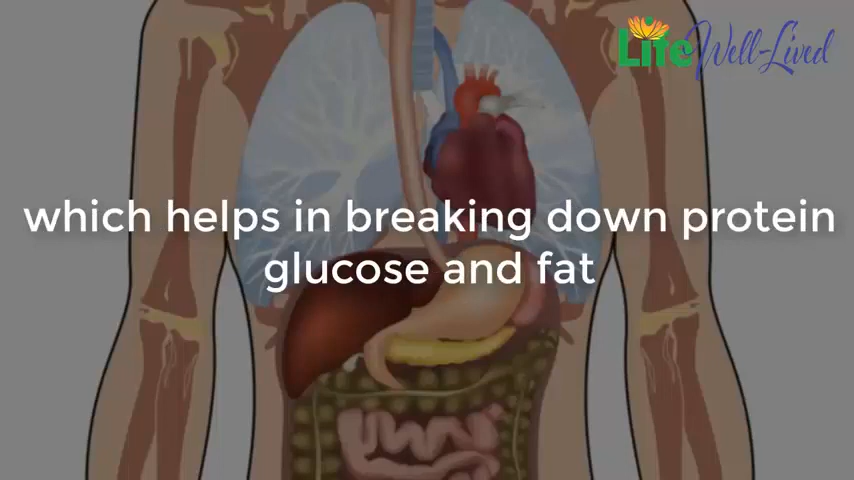 Life Well-Lived
which helps in breaking down protein
glucose and fat